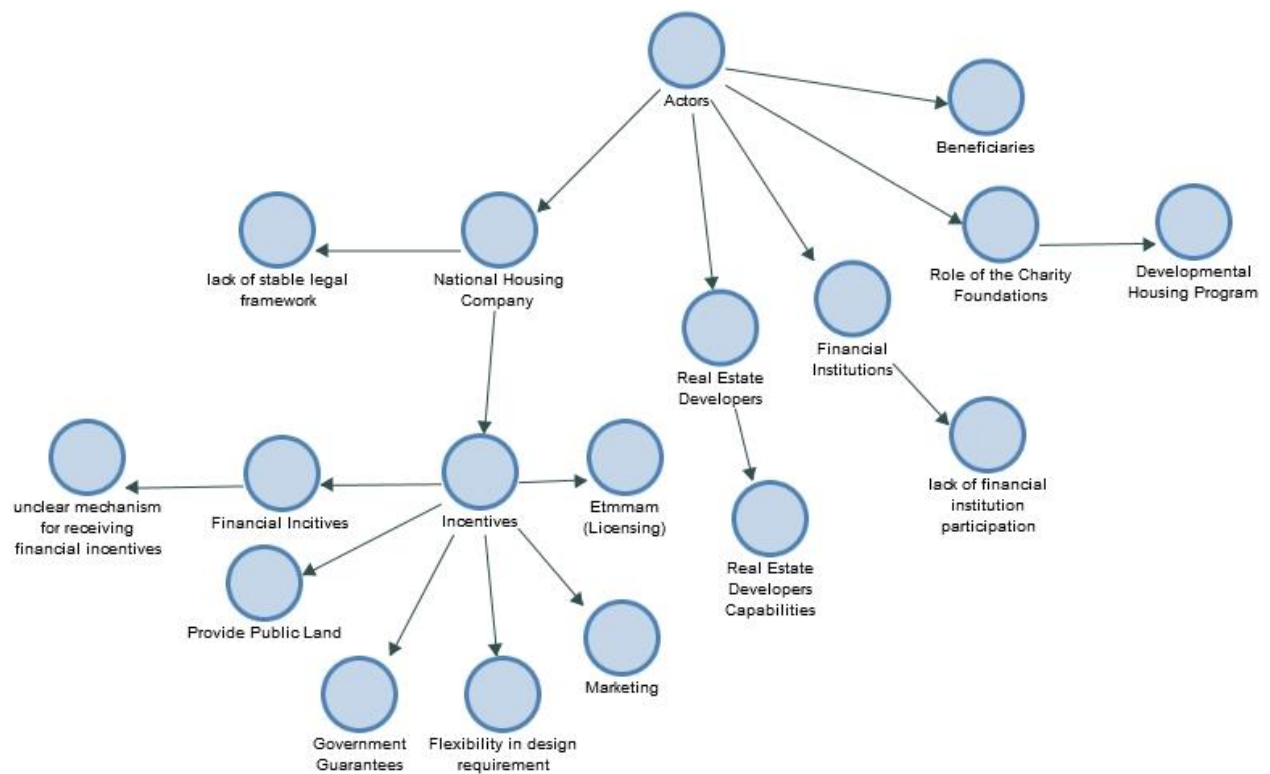 Actors
Beneficiaries
lack of stable legal
framework
National Housing
Company
Role of the Charity
Foundations
Developmental
Housing Program
Real Estate
Developers
Financial
Institutions
unclear mechanism
for receiving
financial incentives
Financial Incitives
Incentives
Etmmam
(Licensing)
lack of financial
institution
participation
Real Estate
Developers
Capabilities
Provide Public Land
Marketing
Government
Guarantees
Flexibility in design
requirement